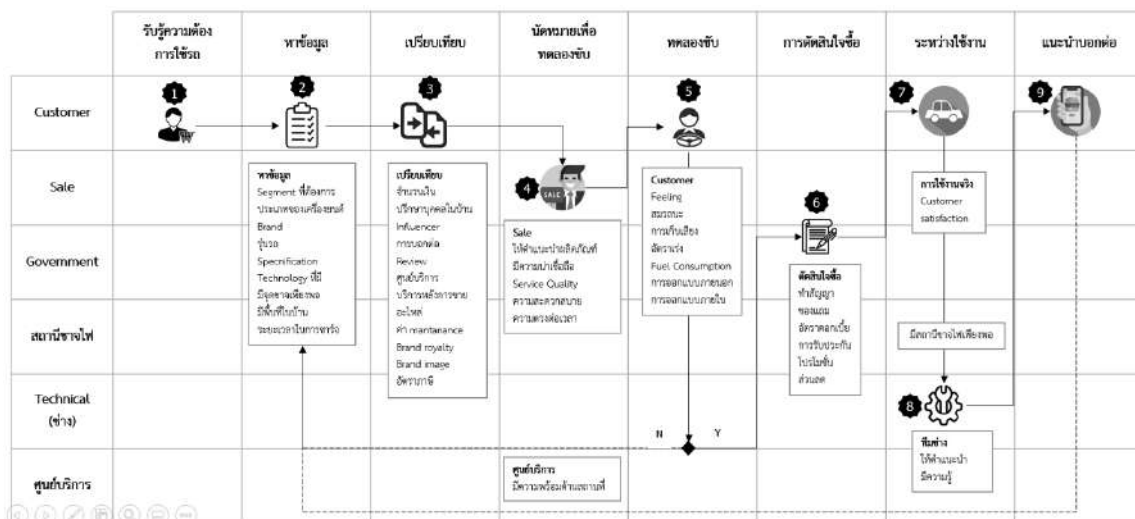 รับรู้ความต้อง
การใช้รถ
หาข้อมูล
เปรียบเทียบ
นัดหมายเพื่อ
ทดลองขับ
ทดลองขับ
การตัดสินใจซื้อ
ระหว่างใช้งาน
แนะนำบอกต่อ
Customer
1
2
3
5
7
9
Sale
หาข้อมูล
Segment ที่ต้องการ
ประเภทของเครื่องยนต์
Brand
รุ่นรถ
Specnification
Technology ที่มี
มีจุดชาจเพียงพอ
มีพื้นที่ในบ้าน
ระยะเวลาในการชาร์จ
เปรียบเทียบ
จำนวนเงิน
ปรึกษาบุคคลในบ้าน
Influencer
การบอกต่อ
Review
ศูนย์บริการ
บริการหลังการขาย
อะไหล่
ค่า mantanance
Brand royalty
Brand image
อัตราภาษี
4
SALE
Sale
ให้คำแนะนำผลิตภัณฑ์
มีความน่าเชื่อถือ
Service Quality
ความสะดวกสบาย
ความตรงต่อเวลา
Customer
Feeling
สมรถนะ
การเก็บเสียง
อัตราเร่ง
Fuel Consumption
การออกแบบภายนอก
การออกแบบภายใน
6
ตัดสินใจซื้อ
ทำสัญญา
ของแถม
อัตราดอกเบี้ย
การรับประกัน
โปรโมชั่น
ส่วนลด
การใช้งานจริง
Customer
satisfaction
Government
สถานีชาจไฟ
มีสถานีชาจไฟเพียงพอ
Technical
(ช่าง)
8
N
Y
ทีมช่าง
ให้คำแนะนำ
มีความรู้
ศูนย์บริการ
ศูนย์บริการ
มีความพร้อมด้านสถานที่